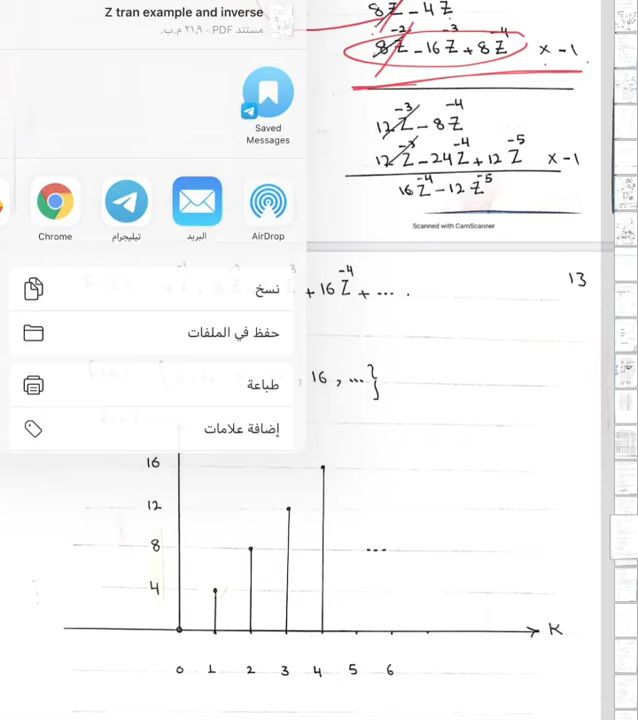 Z tran example and inverse
مستند PDF · ٢١,٩ م.ب.
Saved Messages
Chrome
تيليجرام
البريد
AirDrop
نسخ
حفظ في الملفات
طباعة
إضافة علامات
8Z - 4Z
8Z⁻² - 16Z⁻³ + 8Z⁻⁴ x -1
12Z⁻³ - 8Z⁻⁴
12Z⁻³ - 24Z⁻⁴ + 12Z⁻⁵ x -1
16Z⁻⁴ - 12Z⁻⁵
Scanned with CamScanner
13
+ 16Z⁻⁴ + ... .
, 16 , ...}
16
12
8
4
...
K
0 1 2 3 4 5 6